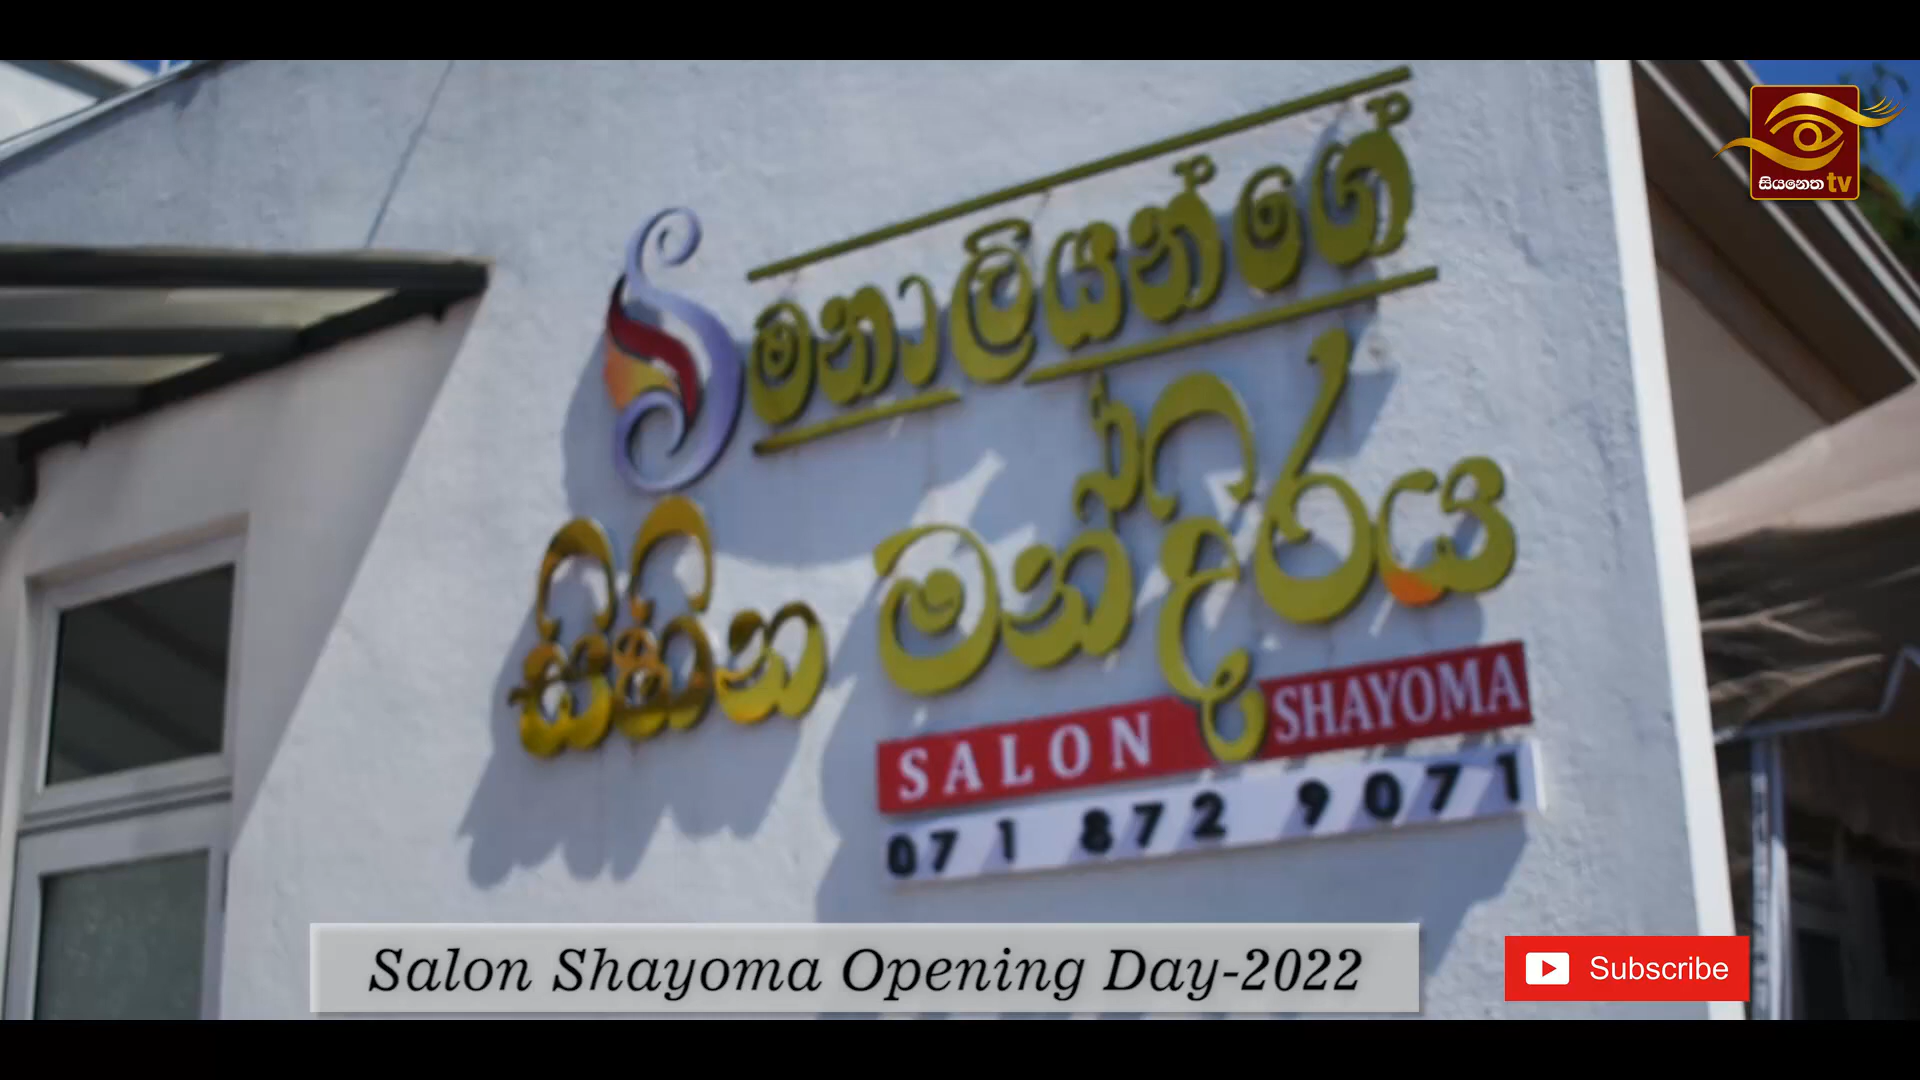 සියනෙත tv
මනාලියන්ගේ
සිහින මන්දිරය
SALON SHAYOMA
071 872 9071
Salon Shayoma Opening Day-2022
Subscribe